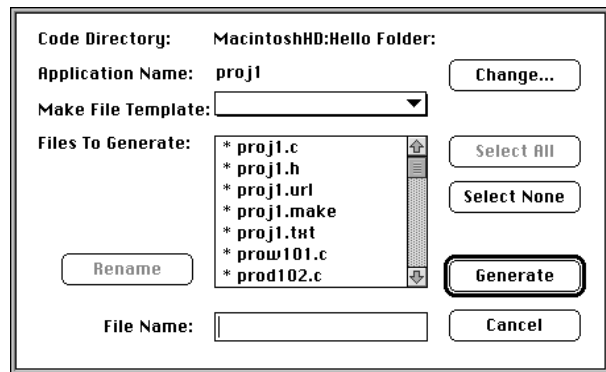 Code Directory: MacintoshHD:Hello Folder:
Application Name: proj1
Change...
Make File Template:
Files To Generate:
* proj1.c
* proj1.h
* proj1.url
* proj1.make
* proj1.txt
* prow101.c
* prod102.c
Select All
Select None
Rename
Generate
File Name:
Cancel